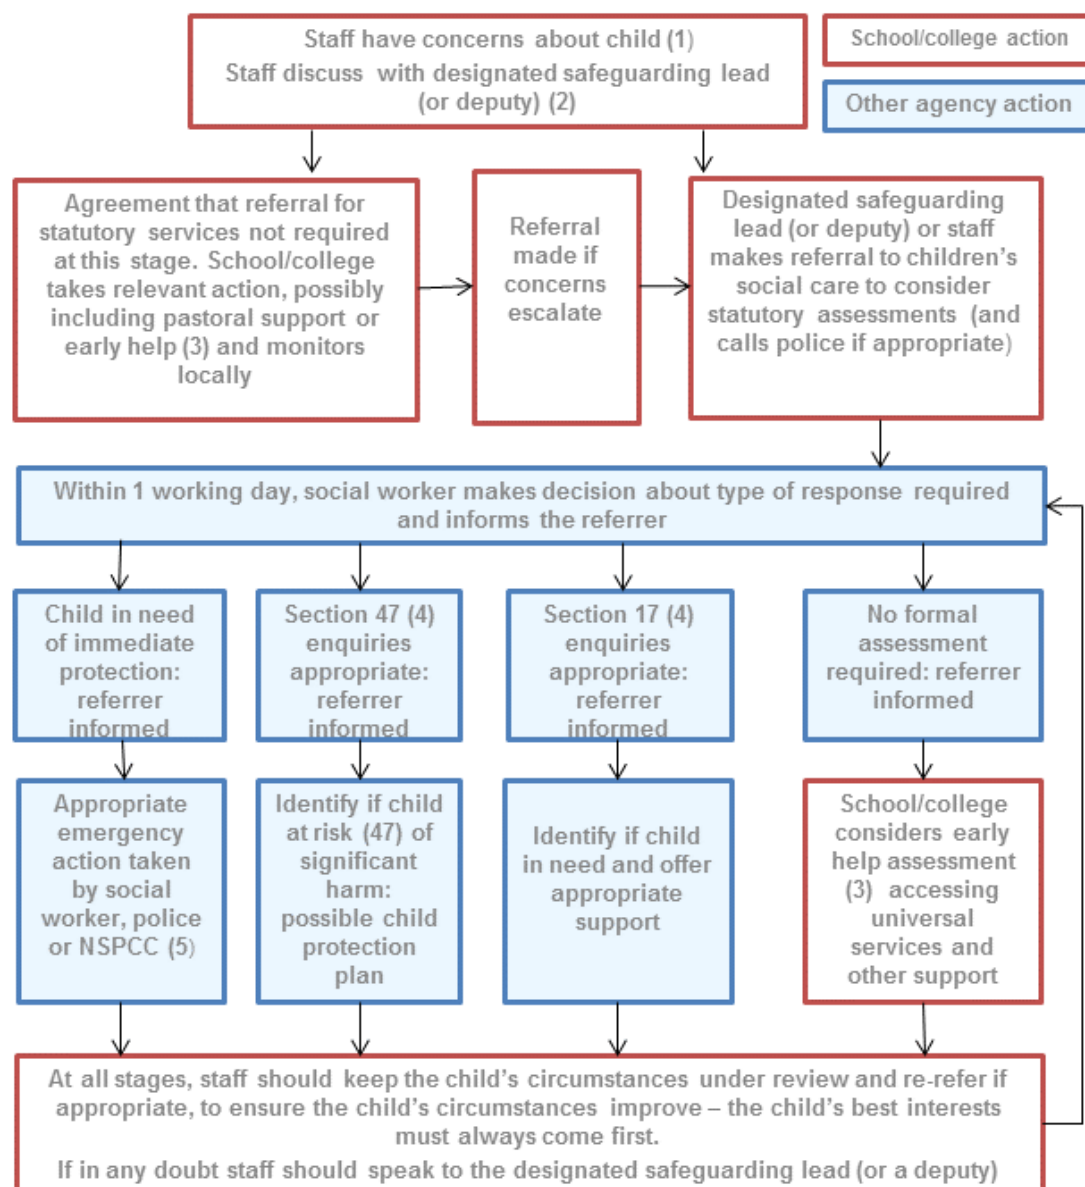 Staff have concerns about child (1)
Staff discuss with designated safeguarding lead
(or deputy) (2)
School/college action
Other agency action
Agreement that referral for
statutory services not required
at this stage. School/college
takes relevant action, possibly
including pastoral support or
early help (3) and monitors
locally
Referral
made if
concerns
escalate
Designated safeguarding
lead (or deputy) or staff
makes referral to children's
social care to consider
statutory assessments (and
calls police if appropriate)
Within 1 working day, social worker makes decision about type of response required
and informs the referrer
Child in need
of immediate
protection:
referrer
informed
Section 47 (4)
enquiries
appropriate:
referrer
informed
Section 17 (4)
enquiries
appropriate:
referrer
informed
No formal
assessment
required: referrer
informed
Appropriate
emergency
action taken
by social
worker, police
or NSPCC (5)
Identify if child
at risk (47) of
significant
harm:
possible child
protection
plan
Identify if child
in need and offer
appropriate
support
School/college
considers early
help assessment
(3) accessing
universal
services and
other support
At all stages, staff should keep the child's circumstances under review and re-refer if
appropriate, to ensure the child's circumstances improve – the child's best interests
must always come first.
If in any doubt staff should speak to the designated safeguarding lead (or a deputy)